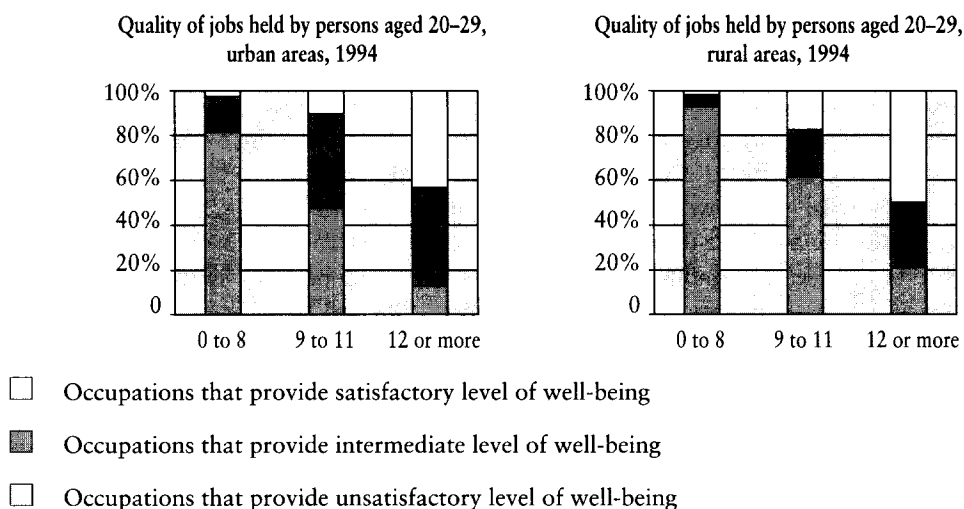 Quality of jobs held by persons aged 20–29,
urban areas, 1994
100%
80%
60%
40%
20%
0
0 to 8
9 to 11
12 or more
Quality of jobs held by persons aged 20–29,
rural areas, 1994
100%
80%
60%
40%
20%
0
0 to 8
9 to 11
12 or more
Occupations that provide satisfactory level of well-being
Occupations that provide intermediate level of well-being
Occupations that provide unsatisfactory level of well-being